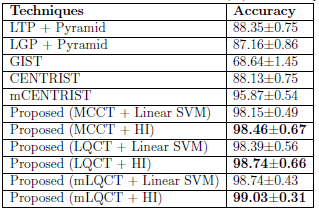 Techniques Accuracy
LTP + Pyramid 88.35±0.75
LGP + Pyramid 87.16±0.86
GIST 68.64±1.45
CENTRIST 88.13±0.75
mCENTRIST 95.87±0.54
Proposed (MCCT + Linear SVM) 98.15±0.49
Proposed (MCCT + HI) 98.46±0.67
Proposed (LQCT + Linear SVM) 98.39±0.56
Proposed (LQCT + HI) 98.74±0.66
Proposed (mLQCT + Linear SVM) 98.74±0.43
Proposed (mLQCT + HI) 99.03±0.31